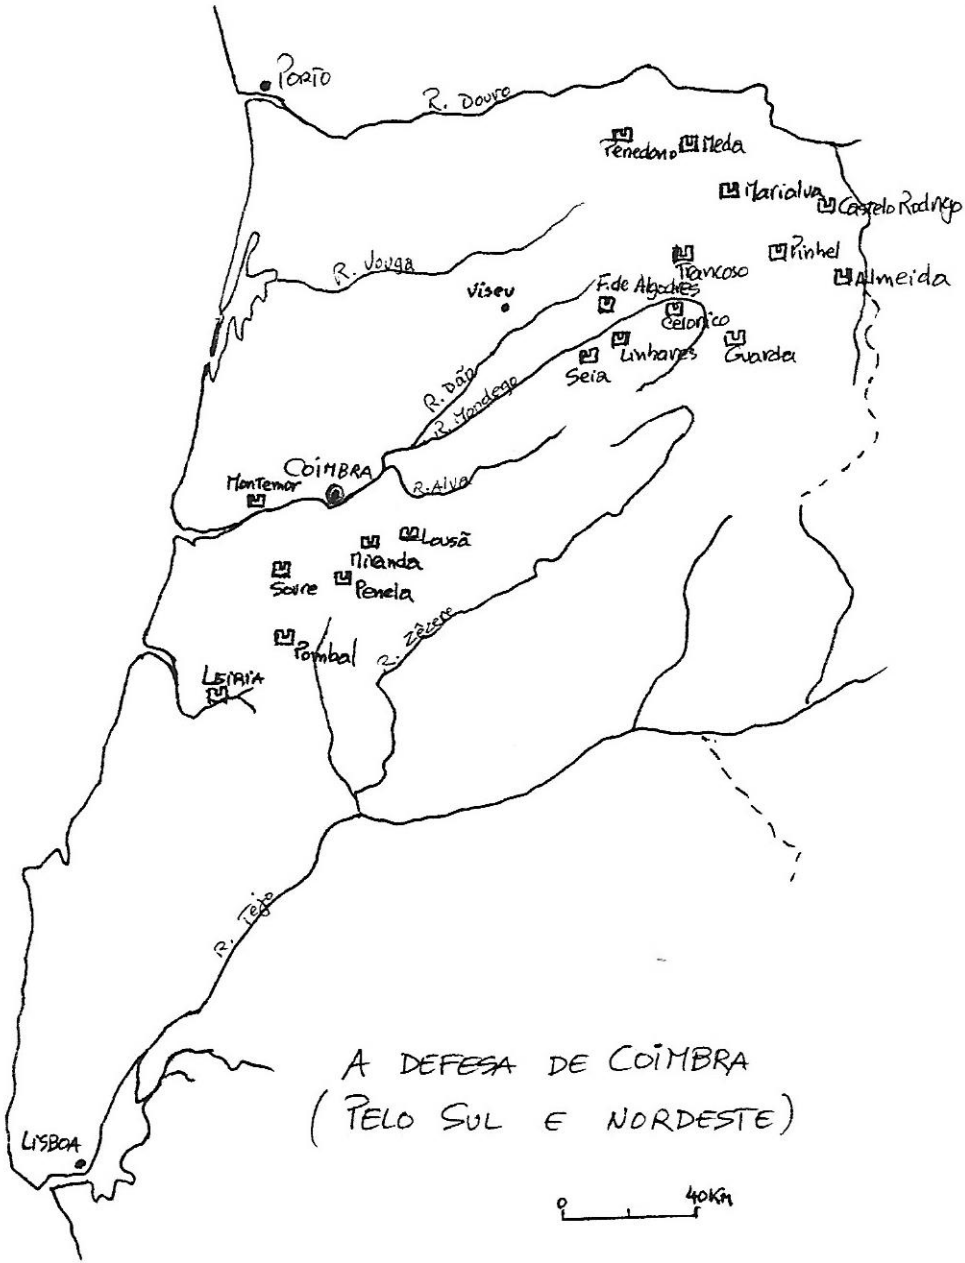 PORTO
R. DOURO
Penedono
Meda
Marialva
Castelo Rodrigo
R. Vouga
Trancoso
Pinhel
Almeida
Viseu
F. de Algodres
Celorico
Linhares
Guarda
Seia
R. Dão
R. Mondego
COIMBRA
Montemor
R. Alva
Lousã
Miranda
Soure
Penela
R. Zêzere
Pombal
LEIRIA
R. Tejo
A DEFESA DE COIMBRA
(PELO SUL E NORDESTE)
LISBOA
0 40Km